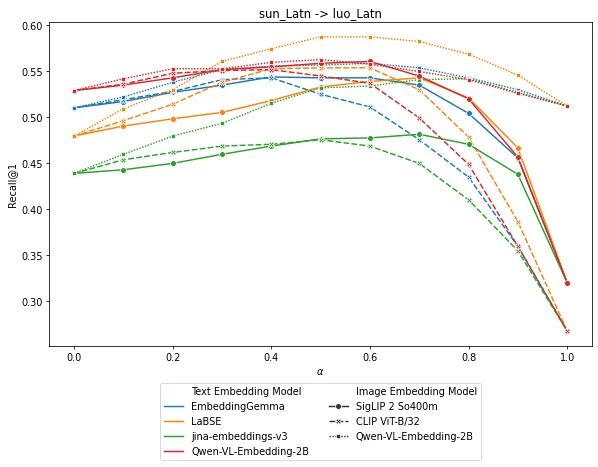 sun_Latn -> luo_Latn
0.60
0.55
0.50
0.45
0.40
0.35
0.30
Recall@1
0.0 0.2 0.4 0.6 0.8 1.0
α
Text Embedding Model Image Embedding Model
EmbeddingGemma SigLIP 2 So400m
LaBSE CLIP ViT-B/32
jina-embeddings-v3 Qwen-VL-Embedding-2B
Qwen-VL-Embedding-2B